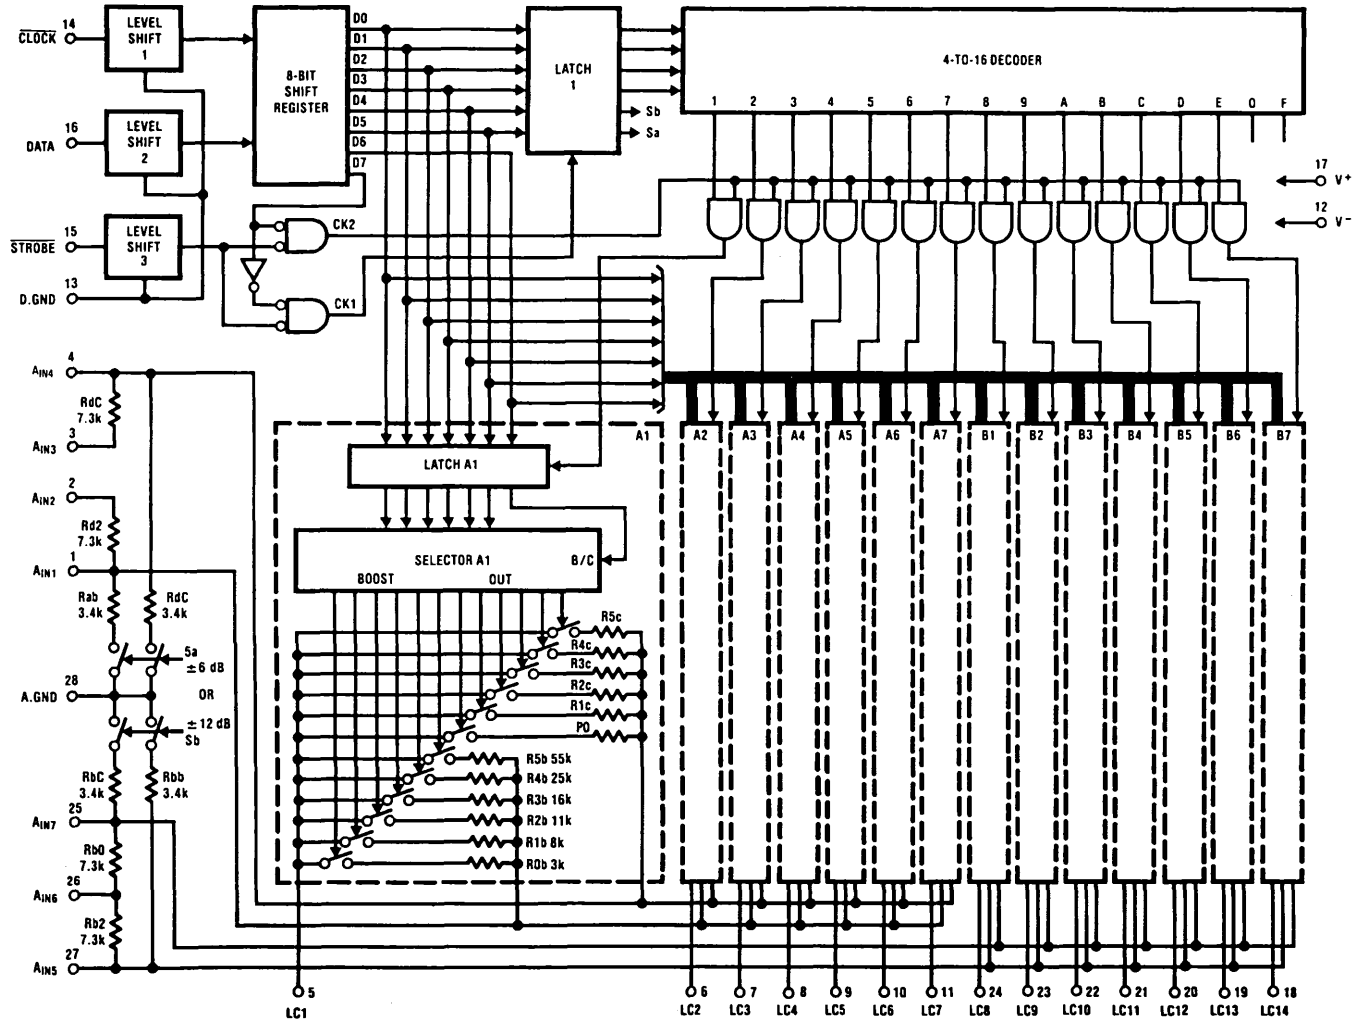 14
CLOCK
LEVEL SHIFT 1
16
DATA
LEVEL SHIFT 2
15
STROBE
LEVEL SHIFT 3
13
D.GND
8-BIT SHIFT REGISTER
D0
D1
D2
D3
D4
D5
D6
D7
LATCH 1
Sb
Sa
4-TO-16 DECODER
1 2 3 4 5 6 7 8 9 A B C D E 0 F
17
V+
12
V−
CK2
CK1
4
AIN4
RdC
7.3k
3
AIN3
2
AIN2
Rd2
7.3k
1
AIN1
Rab
3.4k
RdC
3.4k
5a
±6 dB
28
A.GND
OR
±12 dB
Sb
RbC
3.4k
Rbb
3.4k
25
AIN7
Rb0
7.3k
26
AIN6
Rb2
7.3k
27
AIN5
A1
LATCH A1
SELECTOR A1
B/C
BOOST
OUT
R5c
R4c
R3c
R2c
R1c
P0
R5b 55k
R4b 25k
R3b 16k
R2b 11k
R1b 8k
R0b 3k
A2 A3 A4 A5 A6 A7 B1 B2 B3 B4 B5 B6 B7
5 6 7 8 9 10 11 24 23 22 21 20 19 18
LC1 LC2 LC3 LC4 LC5 LC6 LC7 LC8 LC9 LC10 LC11 LC12 LC13 LC14